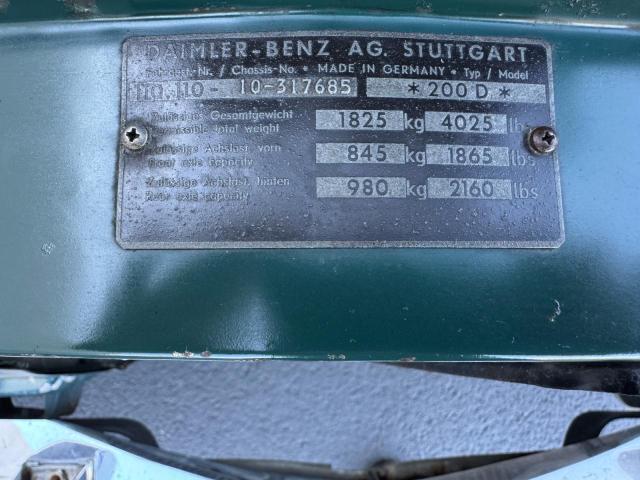 DAIMLER-BENZ AG. STUTTGART
Fahrgest.-Nr. / Chassis-No. • MADE IN GERMANY • Typ / Model
110.110- 10-317685 * 200 D *
Zulässiges Gesamtgewicht 1825 kg 4025 lbs
Permissible total weight
Zulässige Achslast, vorn 845 kg 1865 lbs
Front axle capacity
Zulässige Achslast, hinten 980 kg 2160 lbs
Rear axle capacity